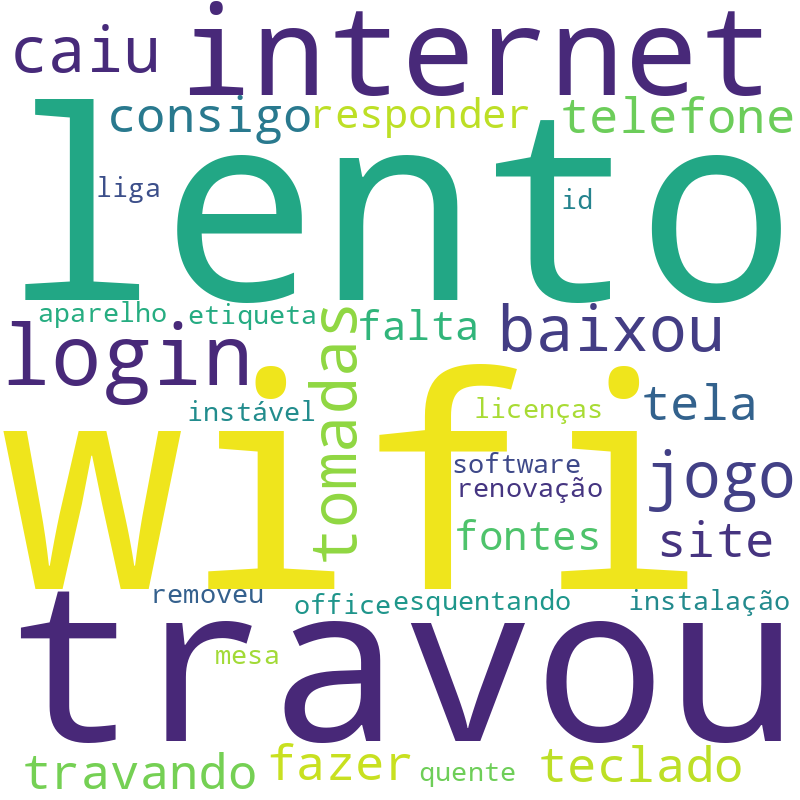 caiu internet
consigo responder telefone
lento
liga id
aparelho etiqueta falta baixou
login tomadas
instável licenças tela
wifi
software jogo
renovação
fontes site
removeu office esquentando instalação
travou
mesa
travando fazer quente teclado